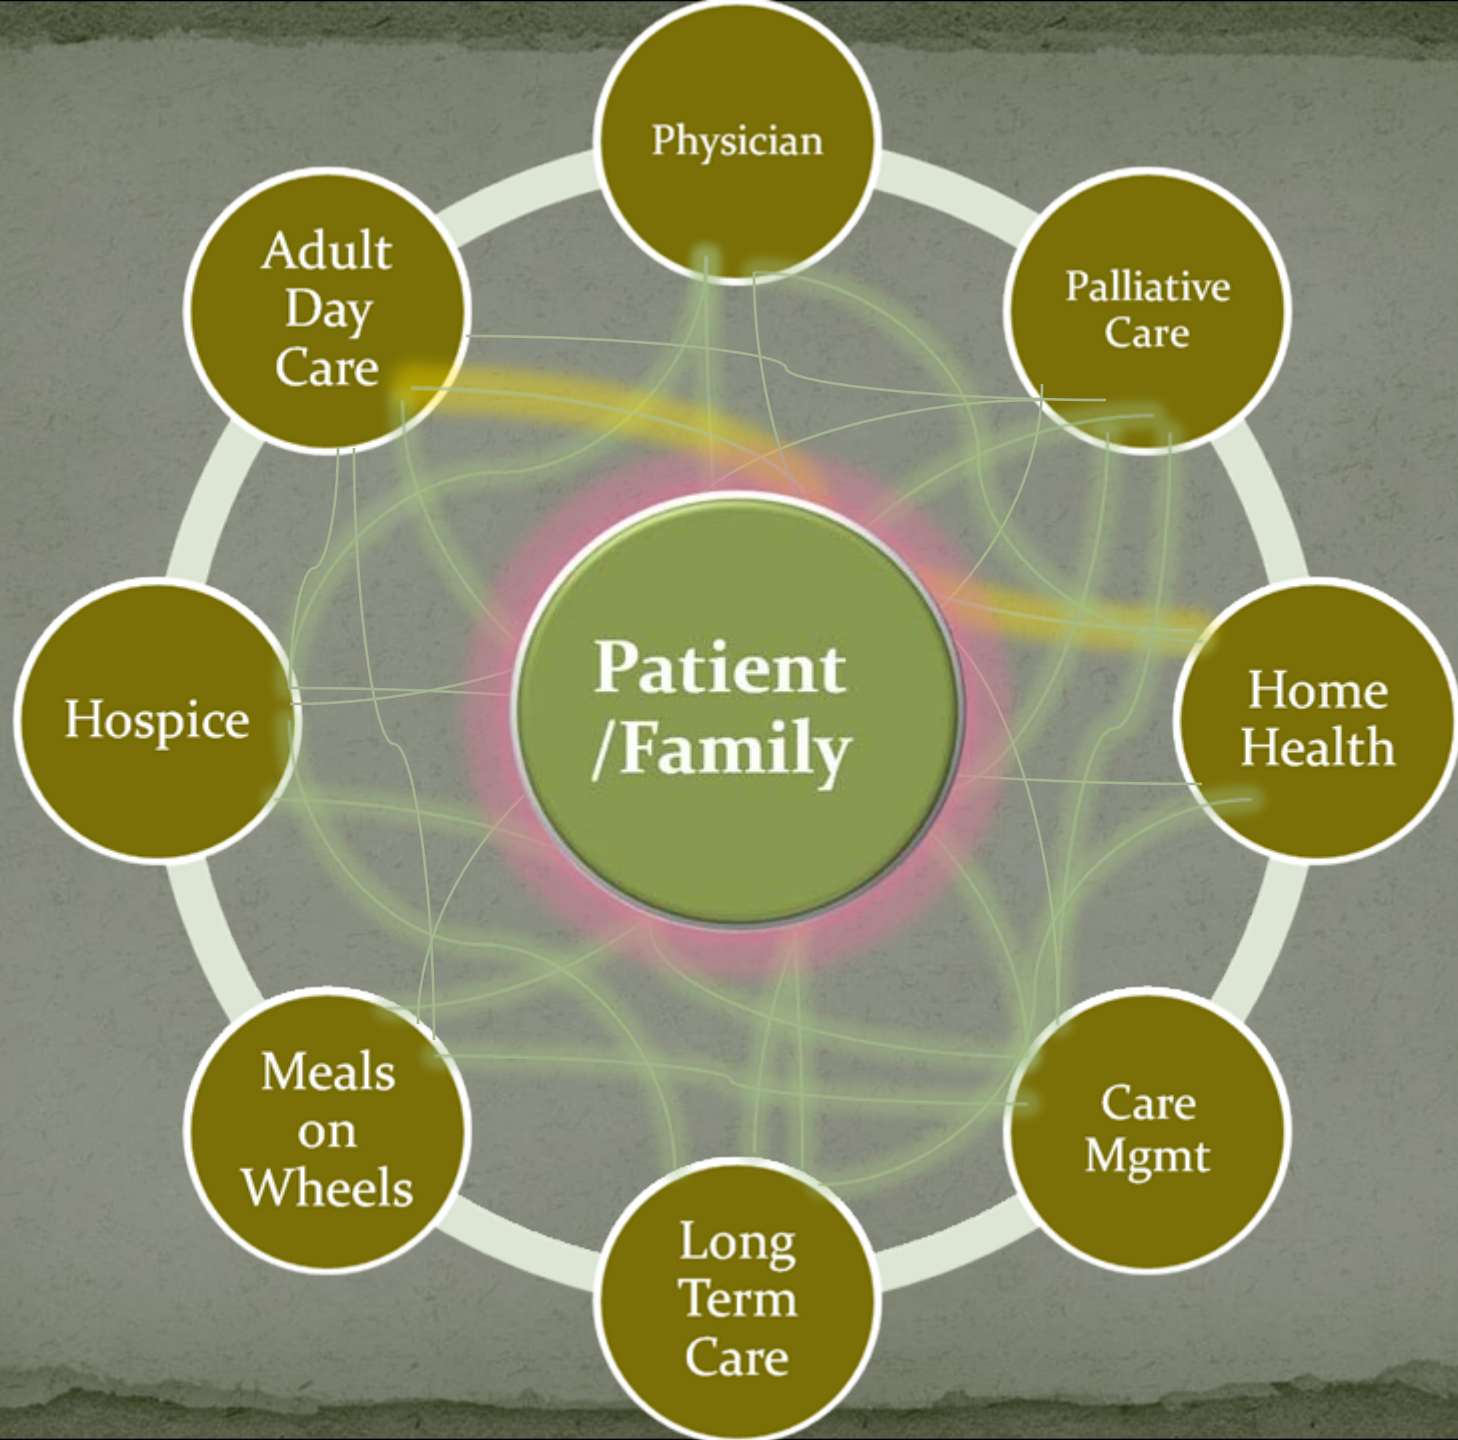 Physician
Palliative
Care
Home
Health
Care
Mgmt
Long
Term
Care
Meals
on
Wheels
Hospice
Adult
Day
Care
Patient
/Family